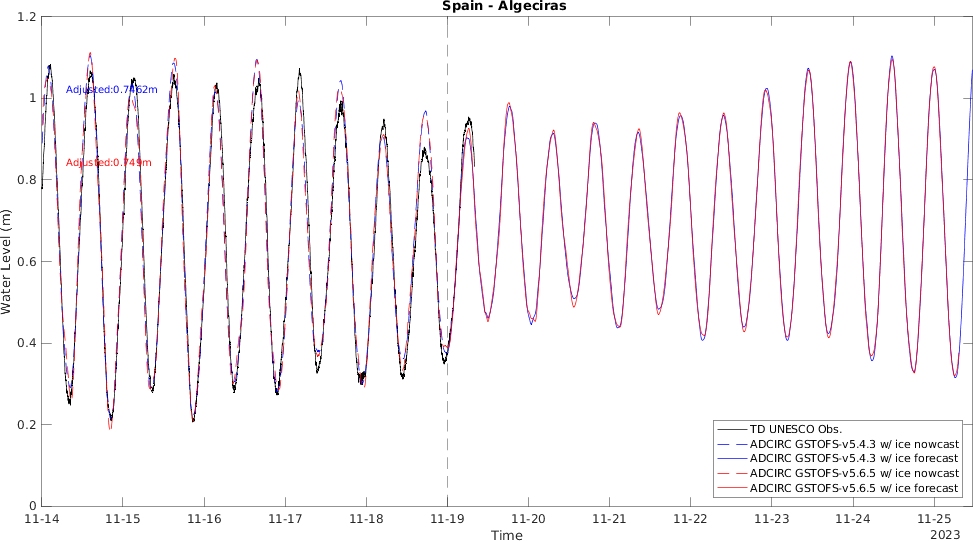 Spain - Algeciras
1.2
1
0.8
0.6
0.4
0.2
0
Water Level (m)
Adjusted:0.7462m
Adjusted:0.749m
TD UNESCO Obs.
ADCIRC GSTOFS-v5.4.3 w/ ice nowcast
ADCIRC GSTOFS-v5.4.3 w/ ice forecast
ADCIRC GSTOFS-v5.6.5 w/ ice nowcast
ADCIRC GSTOFS-v5.6.5 w/ ice forecast
11-14 11-15 11-16 11-17 11-18 11-19 11-20 11-21 11-22 11-23 11-24 11-25
Time
2023